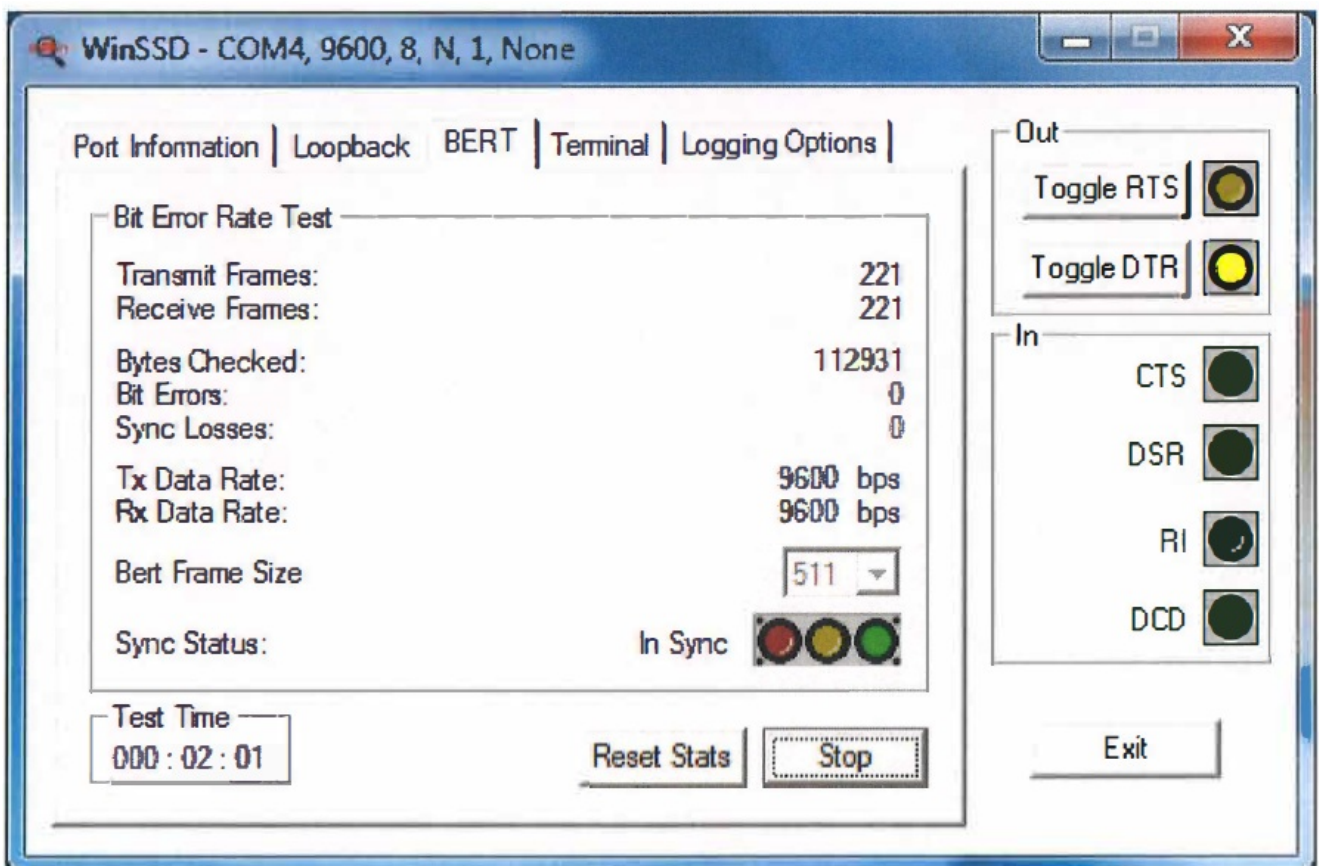 WinSSD - COM4, 9600, 8, N, 1, None
Port Information Loopback BERT Terminal Logging Options
Bit Error Rate Test
Transmit Frames: 221
Receive Frames: 221
Bytes Checked: 112931
Bit Errors: 0
Sync Losses: 0
Tx Data Rate: 9600 bps
Rx Data Rate: 9600 bps
Bert Frame Size 511
Sync Status: In Sync
Test Time
000 : 02 : 01
Reset Stats Stop
Out
Toggle RTS
Toggle DTR
In
CTS
DSR
RI
DCD
Exit